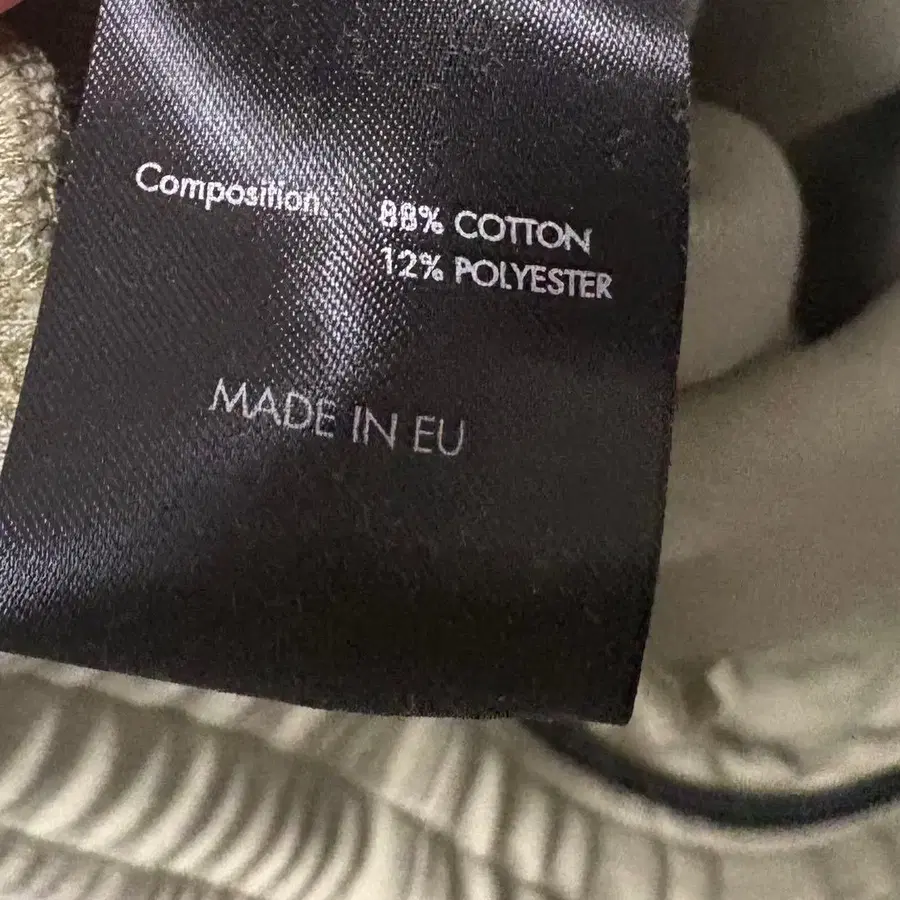 Composition: 88% COTTON
12% POLYESTER
MADE IN EU